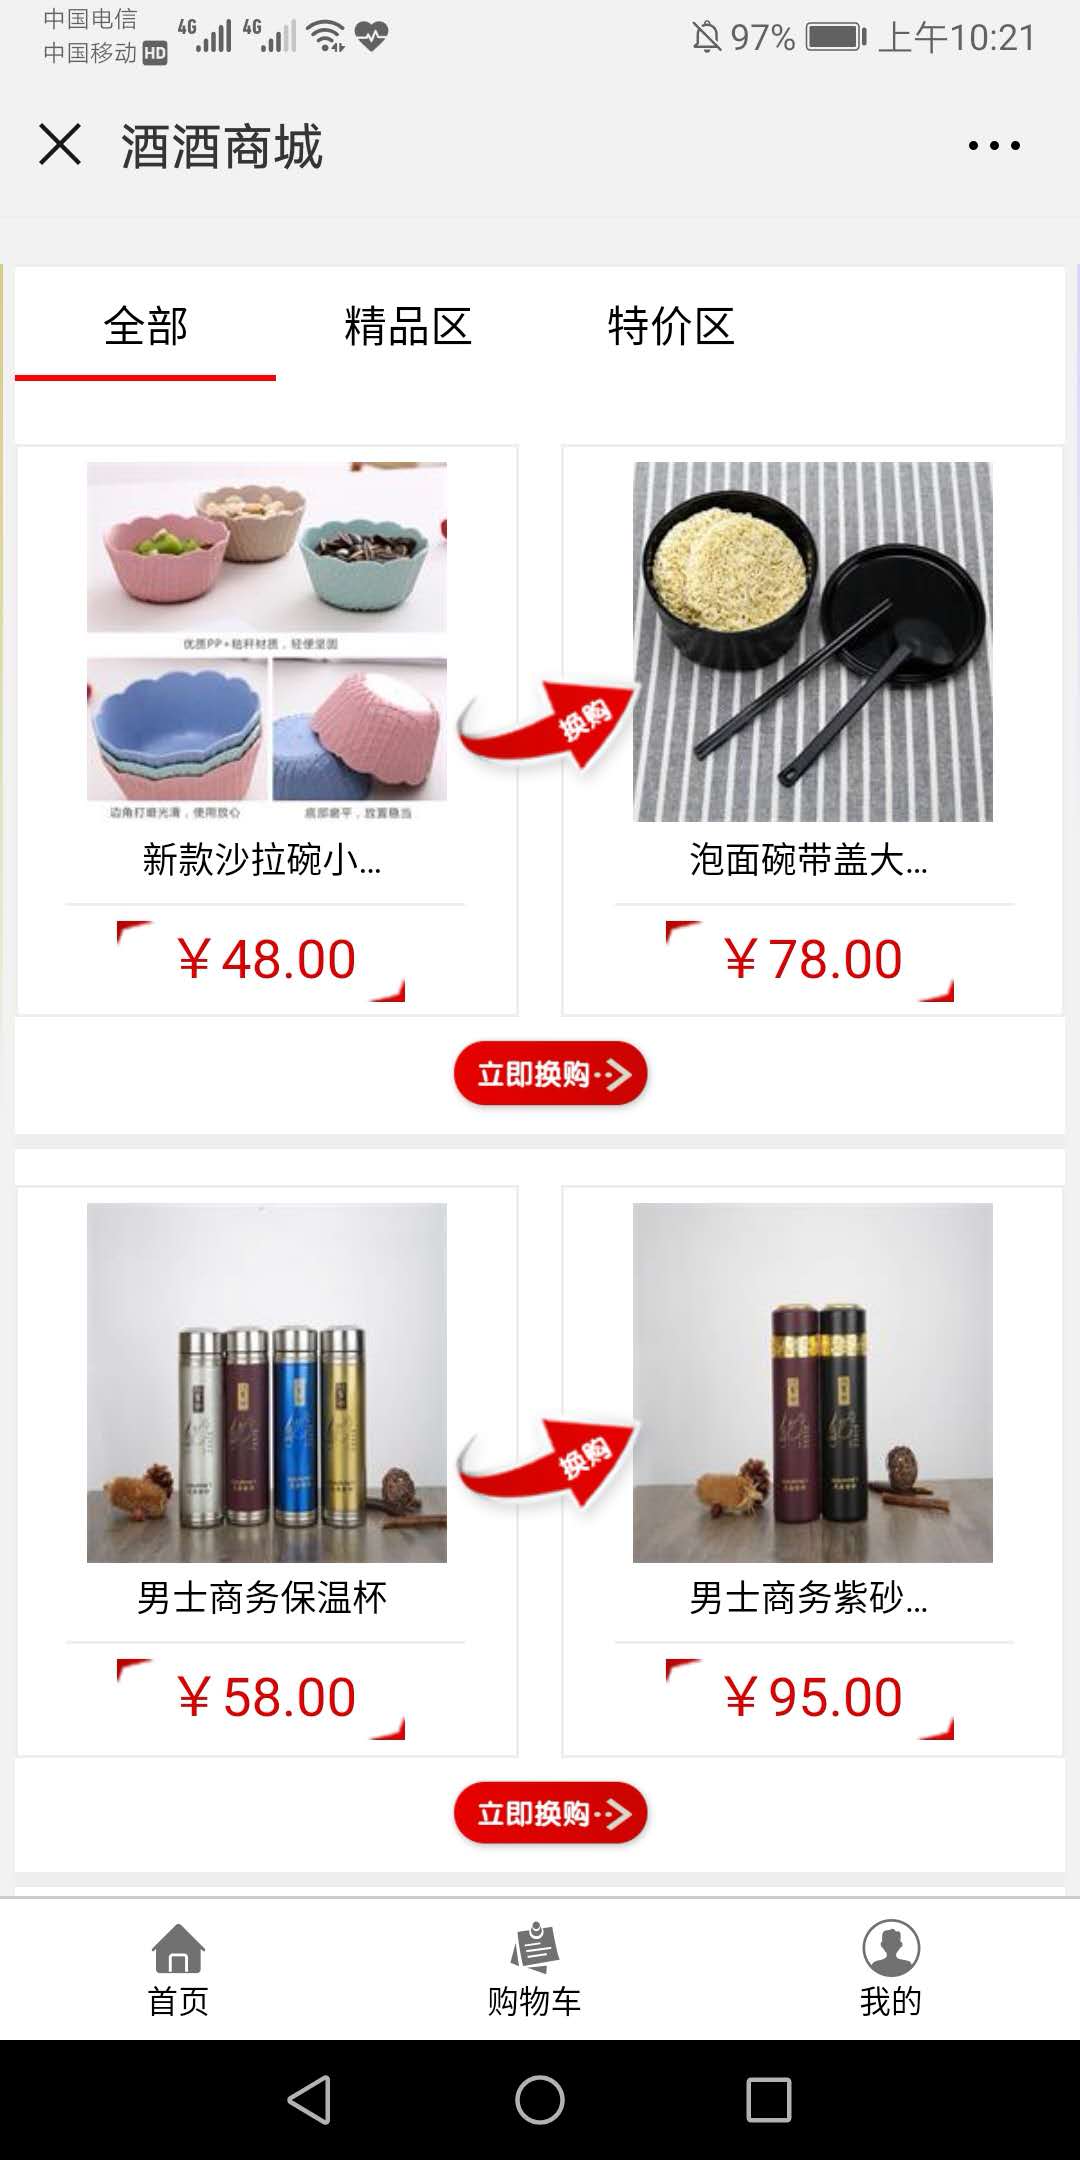 中国电信
中国移动 HD
4G 4G
97% 上午10:21
酒酒商城
全部 精品区 特价区
优质PP+秸秆材质，轻便坚固
边角打磨光滑，使用放心 底部磨平，放置稳当
换购
新款沙拉碗小... 泡面碗带盖大...
￥48.00 ￥78.00
立即换购
换购
男士商务保温杯 男士商务紫砂...
￥58.00 ￥95.00
立即换购
首页 购物车 我的